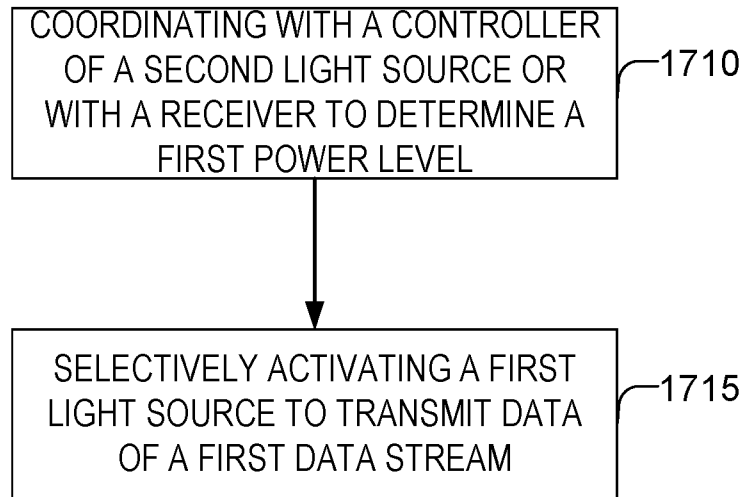 COORDINATING WITH A CONTROLLER
OF A SECOND LIGHT SOURCE OR
WITH A RECEIVER TO DETERMINE A
FIRST POWER LEVEL
1710
SELECTIVELY ACTIVATING A FIRST
LIGHT SOURCE TO TRANSMIT DATA
OF A FIRST DATA STREAM
1715